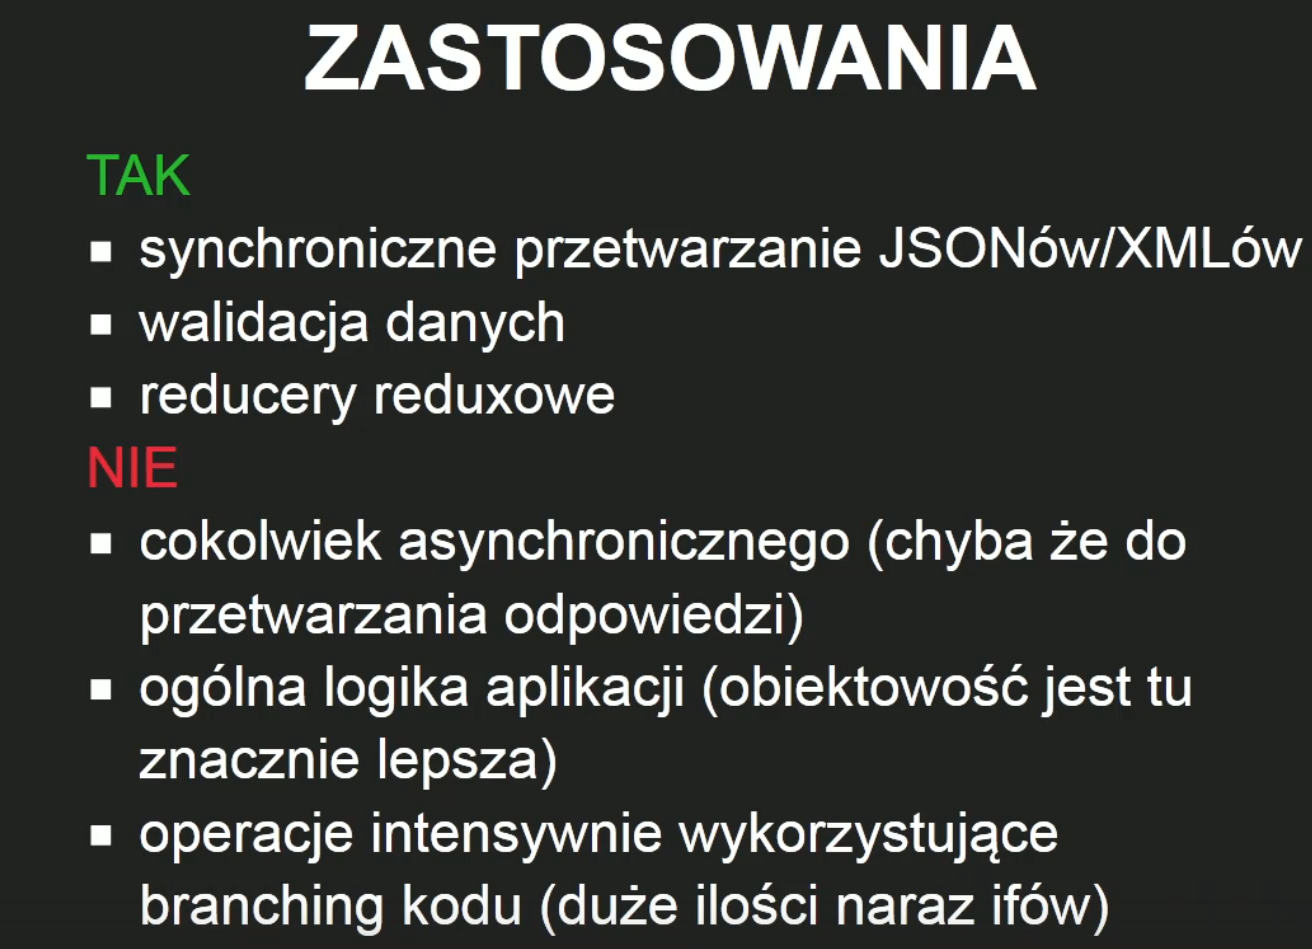 ZASTOSOWANIA
TAK
▪ synchroniczne przetwarzanie JSONów/XMLów
▪ walidacja danych
▪ reducery reduxowe
NIE
▪ cokolwiek asynchronicznego (chyba że do
przetwarzania odpowiedzi)
▪ ogólna logika aplikacji (obiektowość jest tu
znacznie lepsza)
▪ operacje intensywnie wykorzystujące
branching kodu (duże ilości naraz ifów)